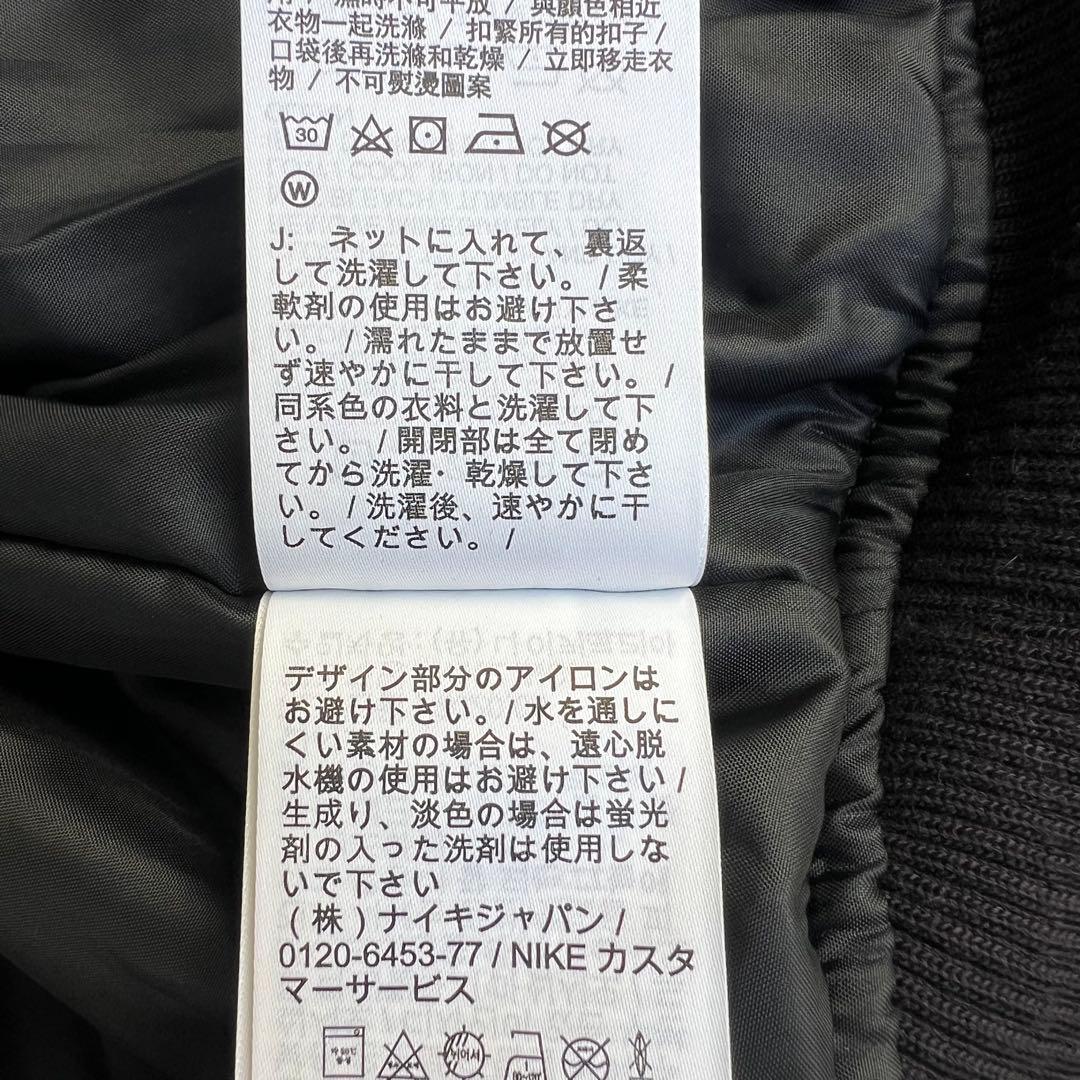 衣物一起洗滌 / 扣緊所有的扣子 /
口袋後再洗滌和乾燥 / 立即移走衣
物 / 不可熨燙圖案
30
W
J: ネットに入れて、裏返
して洗濯して下さい。/ 柔
軟剤の使用はお避け下さ
い。/ 濡れたままで放置せ
ず速やかに干して下さい。/
同系色の衣料と洗濯して下
さい。/ 開閉部は全て閉め
てから洗濯・乾燥して下さ
い。/ 洗濯後、速やかに干
してください。/
デザイン部分のアイロンは
お避け下さい。/ 水を通しに
くい素材の場合は、遠心脱
水機の使用はお避け下さい /
生成り、淡色の場合は蛍光
剤の入った洗剤は使用しな
いで下さい
(株) ナイキジャパン /
0120-6453-77 / NIKE カスタ
マーサービス